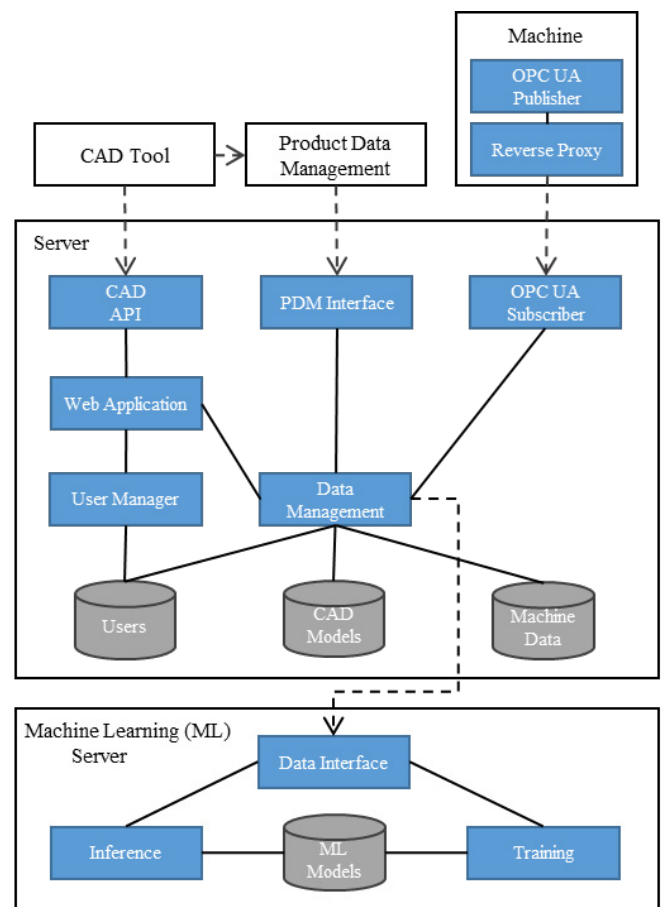 Machine
OPC UA
Publisher
Reverse Proxy
CAD Tool
Product Data
Management
Server
CAD
API
PDM Interface
OPC UA
Subscriber
Web Application
User Manager
Data
Management
Users
CAD
Models
Machine
Data
Machine Learning (ML)
Server
Data Interface
Inference
ML
Models
Training